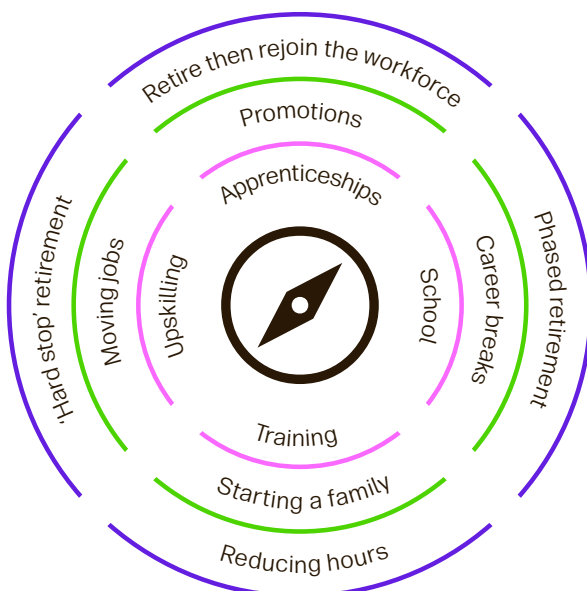 Retire then rejoin the workforce
Promotions
Apprenticeships
'Hard stop' retirement
Moving jobs
Upskilling
School
Career breaks
Phased retirement
Training
Starting a family
Reducing hours